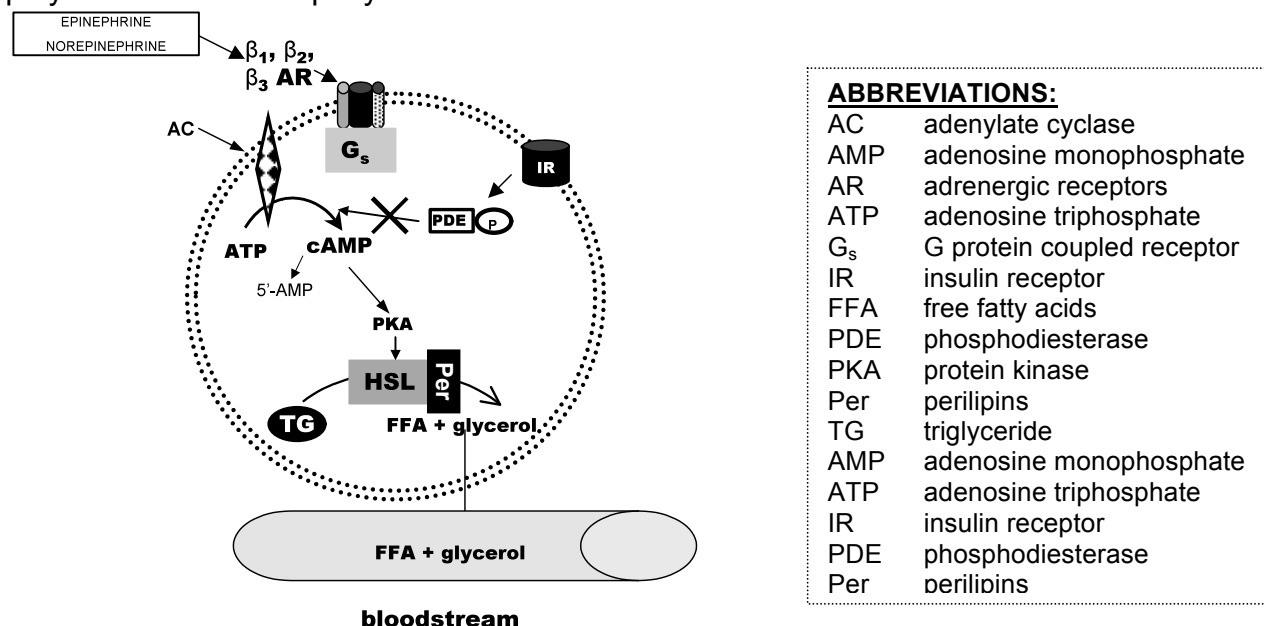 EPINEPHRINE
NOREPINEPHRINE
β1, β2,
β3 AR
AC
Gs
IR
PDE
P
ATP
cAMP
5'-AMP
PKA
HSL
Per
TG
FFA + glycerol
FFA + glycerol
bloodstream
ABBREVIATIONS:
AC adenylate cyclase
AMP adenosine monophosphate
AR adrenergic receptors
ATP adenosine triphosphate
Gs G protein coupled receptor
IR insulin receptor
FFA free fatty acids
PDE phosphodiesterase
PKA protein kinase
Per perilipins
TG triglyceride
AMP adenosine monophosphate
ATP adenosine triphosphate
IR insulin receptor
PDE phosphodiesterase
Per perilipins